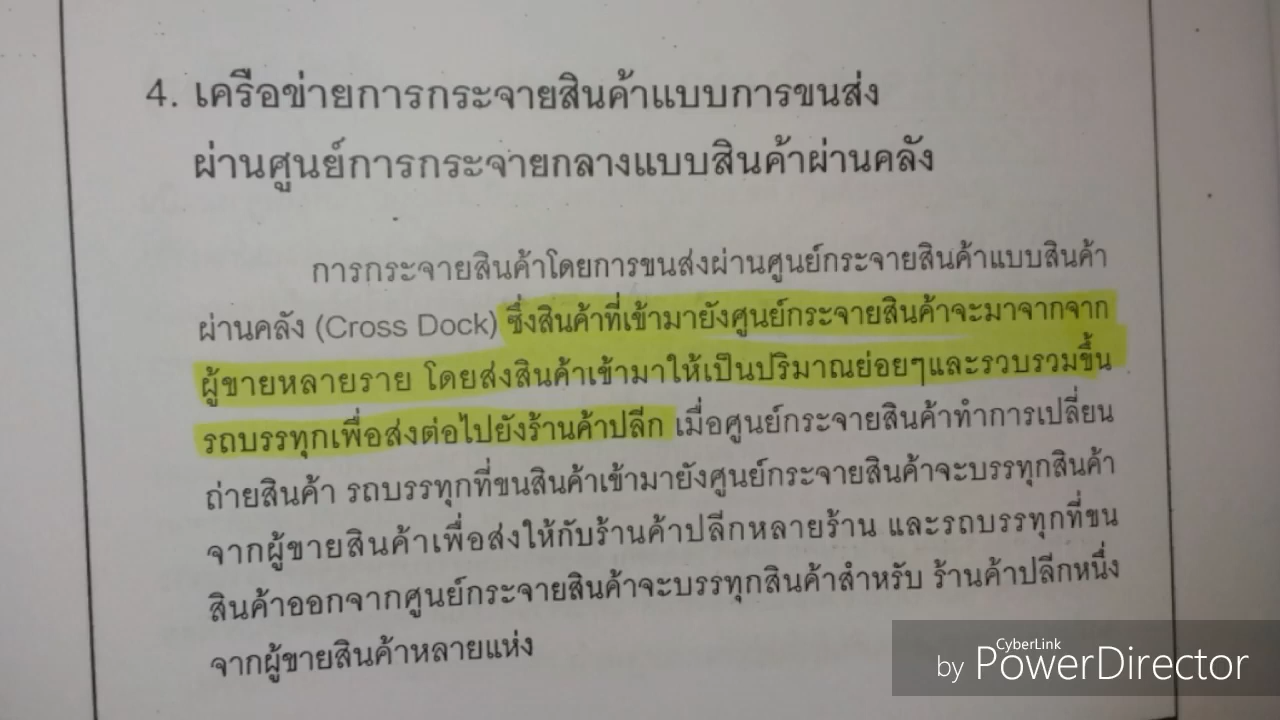 4. เครือข่ายการกระจายสินค้าแบบการขนส่ง
ผ่านศูนย์การกระจายกลางแบบสินค้าผ่านคลัง
การกระจายสินค้าโดยการขนส่งผ่านศูนย์กระจายสินค้าแบบสินค้า
ผ่านคลัง (Cross Dock) ซึ่งสินค้าที่เข้ามายังศูนย์กระจายสินค้าจะมาจากจาก
ผู้ขายหลายราย โดยส่งสินค้าเข้ามาให้เป็นปริมาณย่อยๆและรวบรวมขึ้น
รถบรรทุกเพื่อส่งต่อไปยังร้านค้าปลีก เมื่อศูนย์กระจายสินค้าทำการเปลี่ยน
ถ่ายสินค้า รถบรรทุกที่ขนสินค้าเข้ามายังศูนย์กระจายสินค้าจะบรรทุกสินค้า
จากผู้ขายสินค้าเพื่อส่งให้กับร้านค้าปลีกหลายร้าน และรถบรรทุกที่ขน
สินค้าออกจากศูนย์กระจายสินค้าจะบรรทุกสินค้าสำหรับ ร้านค้าปลีกหนึ่ง
จากผู้ขายสินค้าหลายแห่ง
CyberLink
by PowerDirector